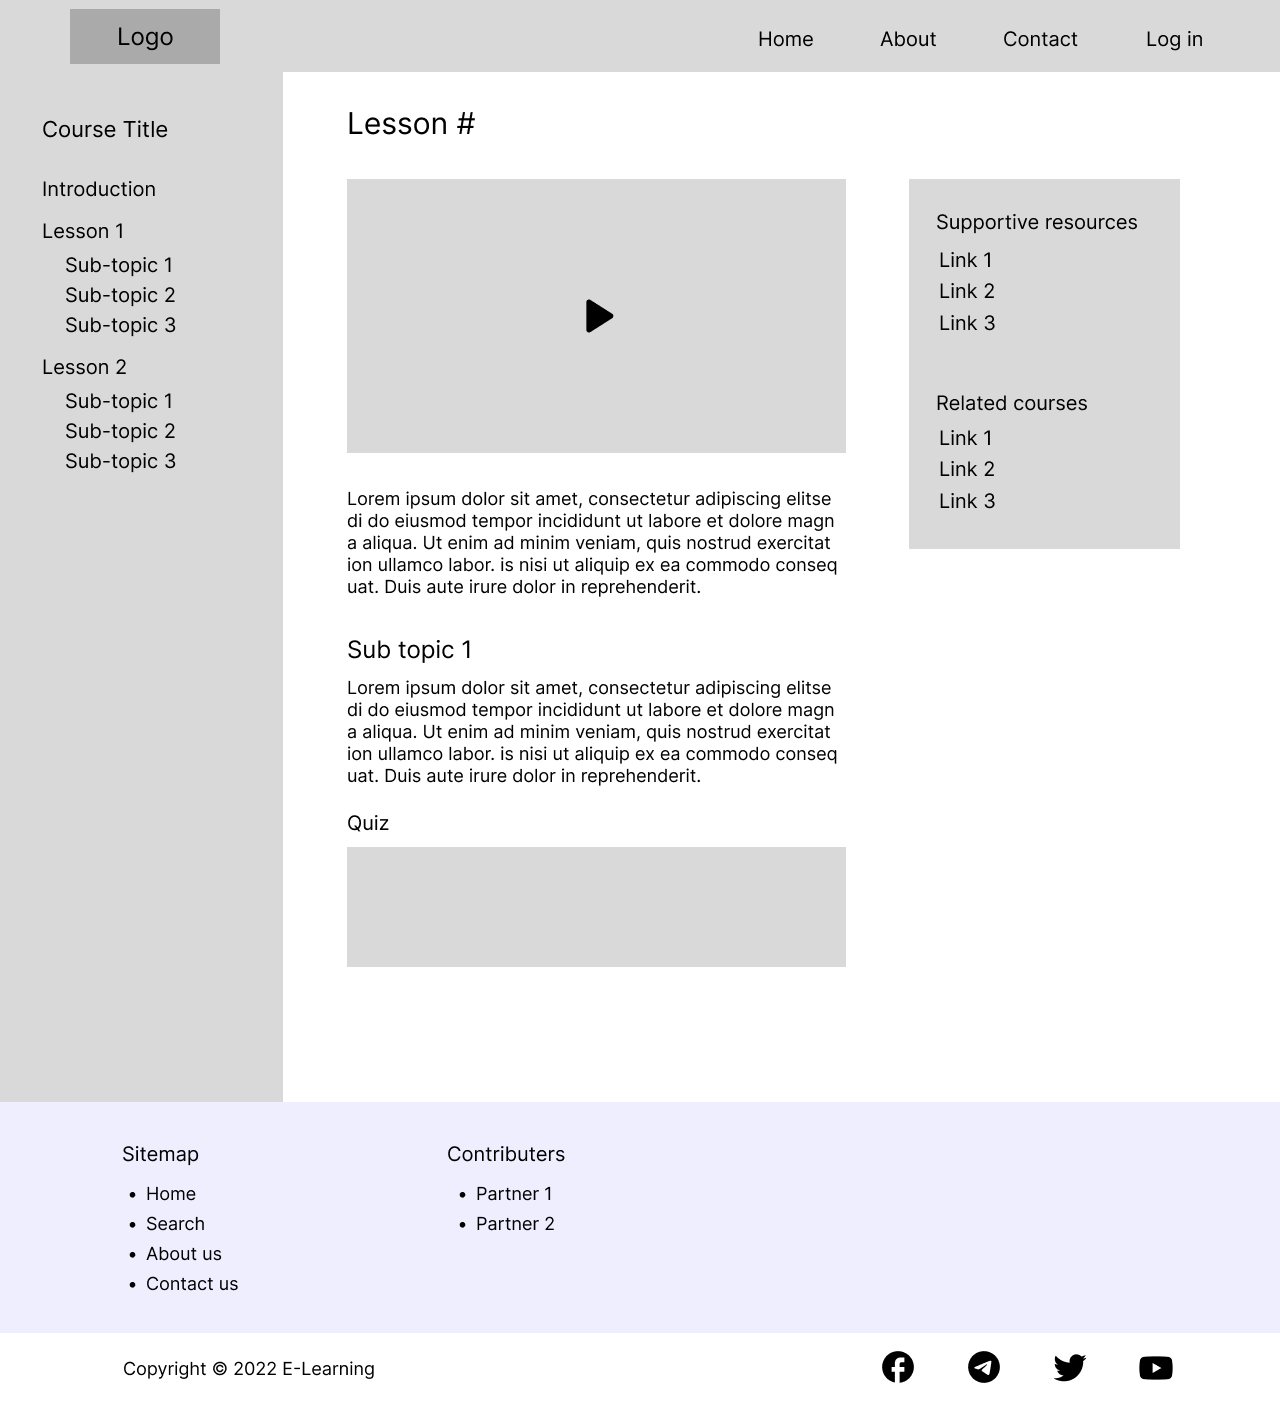 Logo
Home
About
Contact
Log in
Course Title
Introduction
Lesson 1
Sub-topic 1
Sub-topic 2
Sub-topic 3
Lesson 2
Sub-topic 1
Sub-topic 2
Sub-topic 3
Lesson #
Lorem ipsum dolor sit amet, consectetur adipiscing elitse
di do eiusmod tempor incididunt ut labore et dolore magn
a aliqua. Ut enim ad minim veniam, quis nostrud exercitat
ion ullamco labor. is nisi ut aliquip ex ea commodo conseq
uat. Duis aute irure dolor in reprehenderit.
Sub topic 1
Lorem ipsum dolor sit amet, consectetur adipiscing elitse
di do eiusmod tempor incididunt ut labore et dolore magn
a aliqua. Ut enim ad minim veniam, quis nostrud exercitat
ion ullamco labor. is nisi ut aliquip ex ea commodo conseq
uat. Duis aute irure dolor in reprehenderit.
Quiz
Supportive resources
Link 1
Link 2
Link 3
Related courses
Link 1
Link 2
Link 3
Sitemap
• Home
• Search
• About us
• Contact us
Contributers
• Partner 1
• Partner 2
Copyright © 2022 E-Learning